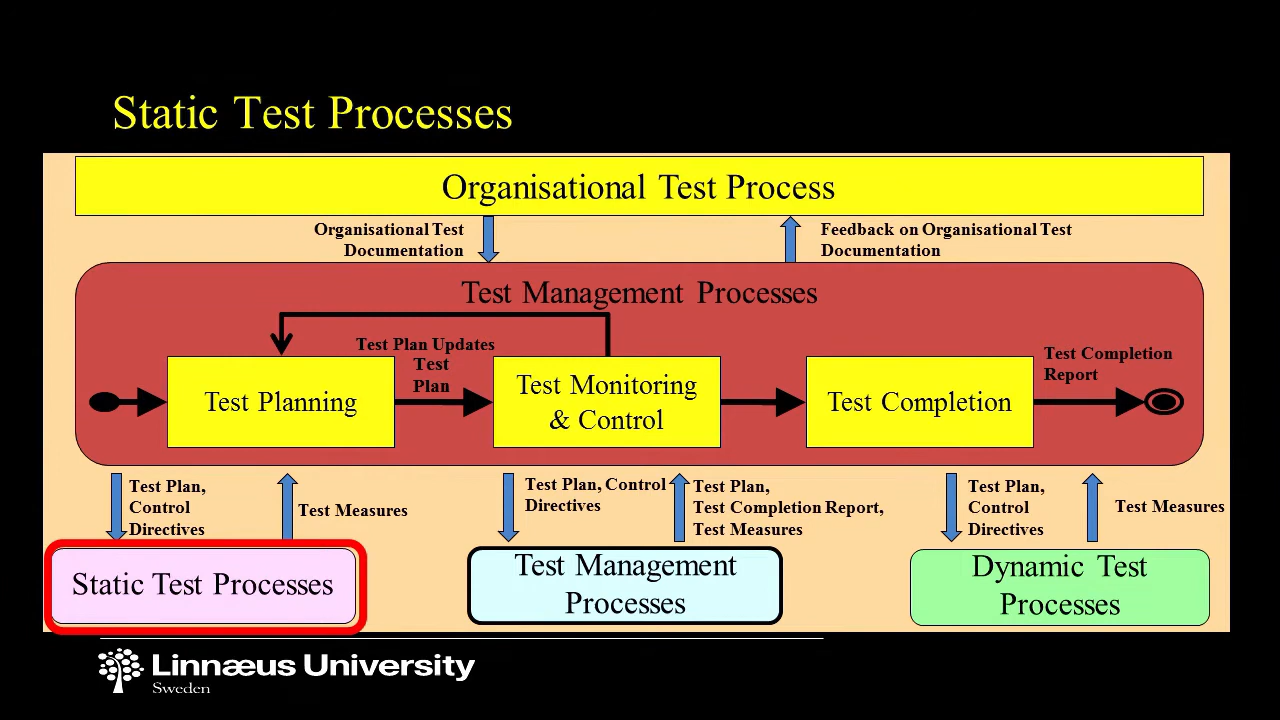 Static Test Processes
Organisational Test Process
Organisational Test
Documentation
Feedback on Organisational Test
Documentation
Test Management Processes
Test Plan Updates
Test
Plan
Test Planning
Test Monitoring
& Control
Test Completion
Test Completion
Report
Test Plan,
Control
Directives
Test Measures
Test Plan, Control
Directives
Test Plan,
Test Completion Report,
Test Measures
Test Plan,
Control
Directives
Test Measures
Static Test Processes
Test Management
Processes
Dynamic Test
Processes
Linnæus University
Sweden